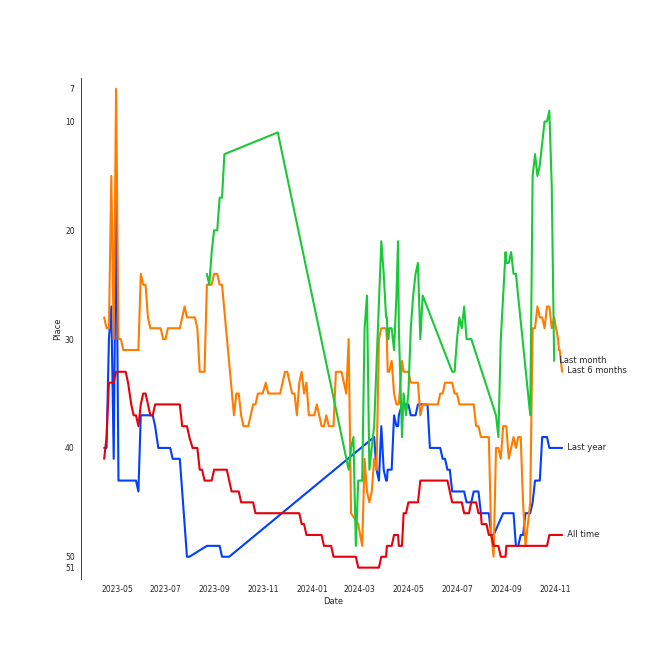 7
10
20
30
40
50
51
Place
2023-05
2023-07
2023-09
2023-11
2024-01
2024-03
2024-05
2024-07
2024-09
2024-11
Date
Last month
Last 6 months
Last year
All time